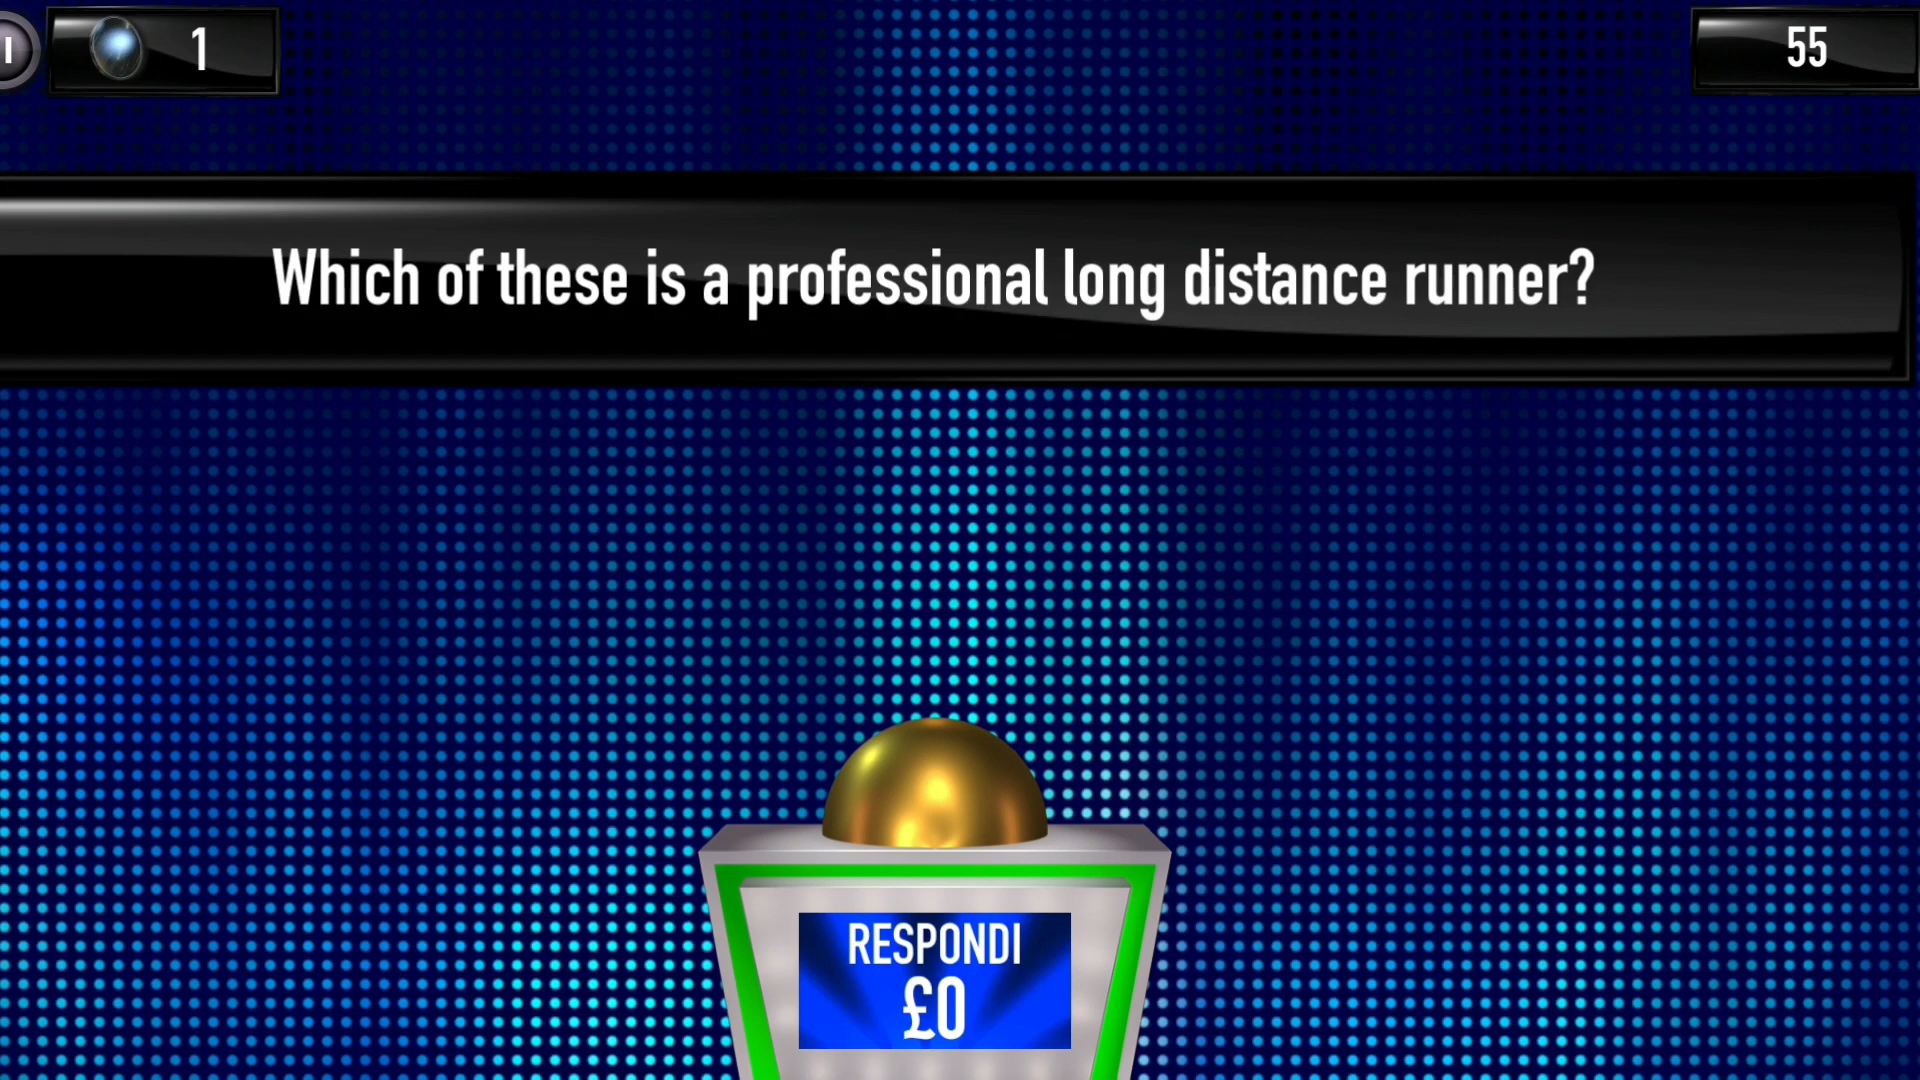 1
55
Which of these is a professional long distance runner?
RESPONDI
£0